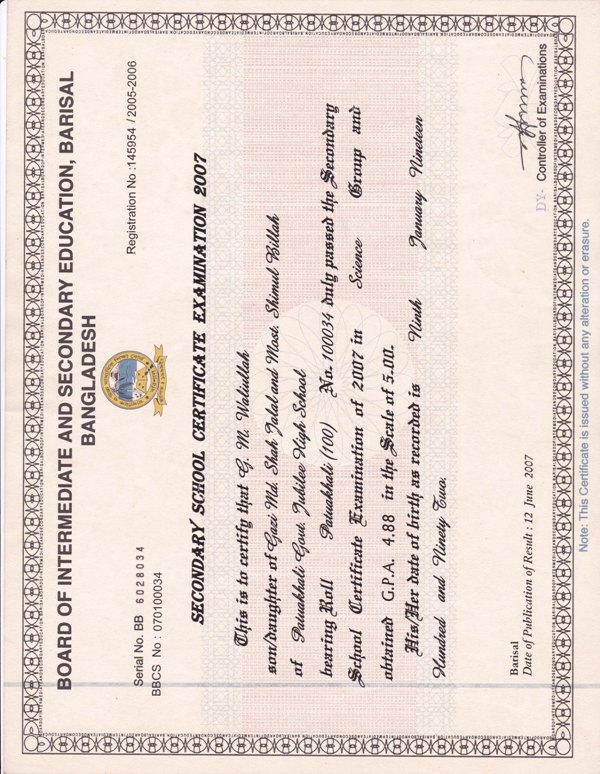 BOARD OF INTERMEDIATE AND SECONDARY EDUCATION, BARISAL
BANGLADESH
Serial No. BB 6028034
Registration No :145954 / 2005-2006
BBCS No : 070100034
SECONDARY SCHOOL CERTIFICATE EXAMINATION 2007
This is to certify that G. M. Waliullah
son/daughter of Gazi Md. Shah Jalal and Most. Shimul Billah
of Patuakhali Govt. Jubilee High School
bearing Roll Patuakhali (100) No. 100034 duly passed the Secondary
School Certificate Examination of 2007 in Science Group and
obtained G.P.A. 4.88 in the Scale of 5.00.
His/Her date of birth as recorded is Ninth January Nineteen
Hundred and Ninety Two.
Barisal
Date of Publication of Result : 12 June 2007
DY- Controller of Examinations
Note: This Certificate is issued without any alteration or erasure.